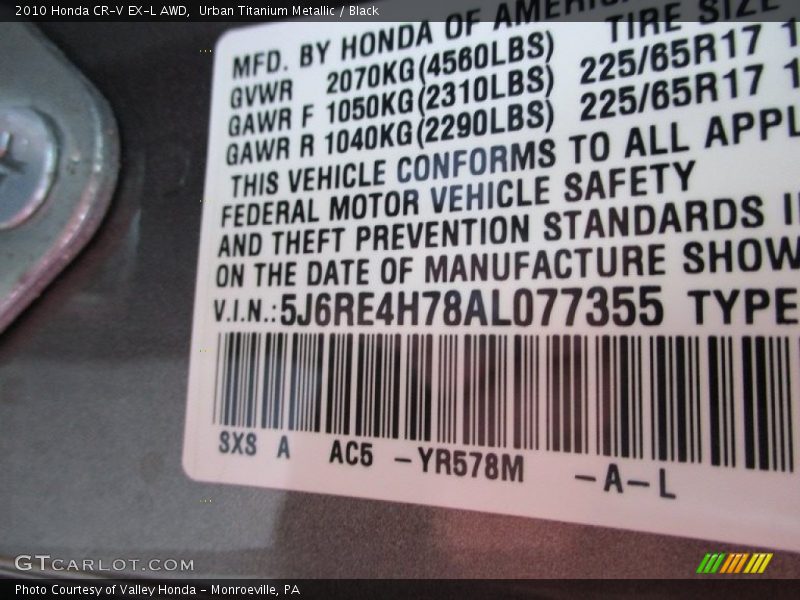 2010 Honda CR-V EX-L AWD,  Urban Titanium Metallic / Black
MFD. BY HONDA OF AMERIC
TIRE SIZE
GVWR 2070KG(4560LBS)
GAWR F 1050KG(2310LBS) 225/65R17 1
GAWR R 1040KG(2290LBS) 225/65R17 1
THIS VEHICLE CONFORMS TO ALL APPL
FEDERAL MOTOR VEHICLE SAFETY
AND THEFT PREVENTION STANDARDS I
ON THE DATE OF MANUFACTURE SHOW
V.I.N.:5J6RE4H78AL077355 TYPE
SXS A AC5 -YR578M -A-L
GTCARLOT.COM
Photo Courtesy of Valley Honda - Monroeville, PA